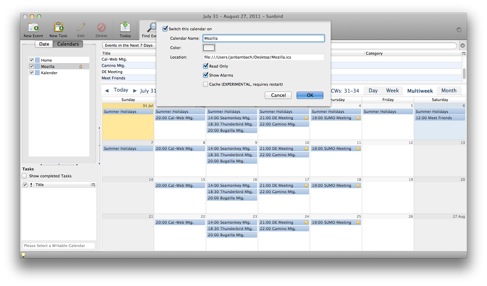 July 31 - August 27, 2011 - Sunbird
New Event New Task Delete Today Find Ev
Date Calendars
Home
Mozilla
Kalender
Events in the Next 7 Days
Title
Category
Summer Holidays
Cal-Web Mtg.
DE Meeting
Meet Friends
Switch this calendar on
Calendar Name: Mozilla
Color:
Location: file:///Users/janbambach/Desktop/Mozilla.ics
Read Only
Show Alarms
Cache (EXPERIMENTAL, requires restart)
Cancel OK
Today July 31 CWs: 31-34 Day Week Multiweek Month
Sunday Saturday
31 Jul
Summer Holidays Summer Holidays Summer Holidays Summer Holidays Summer Holidays Summer Holidays Summer Holidays
20:00 Cal-Web Mtg. 14:00 Seamonkey Mtg. 21:00 DE Meeting 19:00 SUMO Meeting 12:00 Meet Friends
18:30 Thunderbird Mtg. 22:00 Camino Mtg.
20:00 Bugzilla Mtg.
7 8 9 10 11 12 13
Summer Holidays 20:00 Cal-Web Mtg. 14:00 Seamonkey Mtg. 21:00 DE Meeting 19:00 SUMO Meeting
18:30 Thunderbird Mtg. 22:00 Camino Mtg.
20:00 Bugzilla Mtg.
14 15 16 17 18 19 20
20:00 Cal-Web Mtg. 14:00 Seamonkey Mtg. 21:00 DE Meeting 19:00 SUMO Meeting
18:30 Thunderbird Mtg. 22:00 Camino Mtg.
20:00 Bugzilla Mtg.
21 22 23 24 25 26 27 Aug
20:00 Cal-Web Mtg. 14:00 Seamonkey Mtg. 21:00 DE Meeting 19:00 SUMO Meeting
18:30 Thunderbird Mtg. 22:00 Camino Mtg.
20:00 Bugzilla Mtg.
Tasks
Show completed Tasks
! Title
Please Select a Writable Calendar